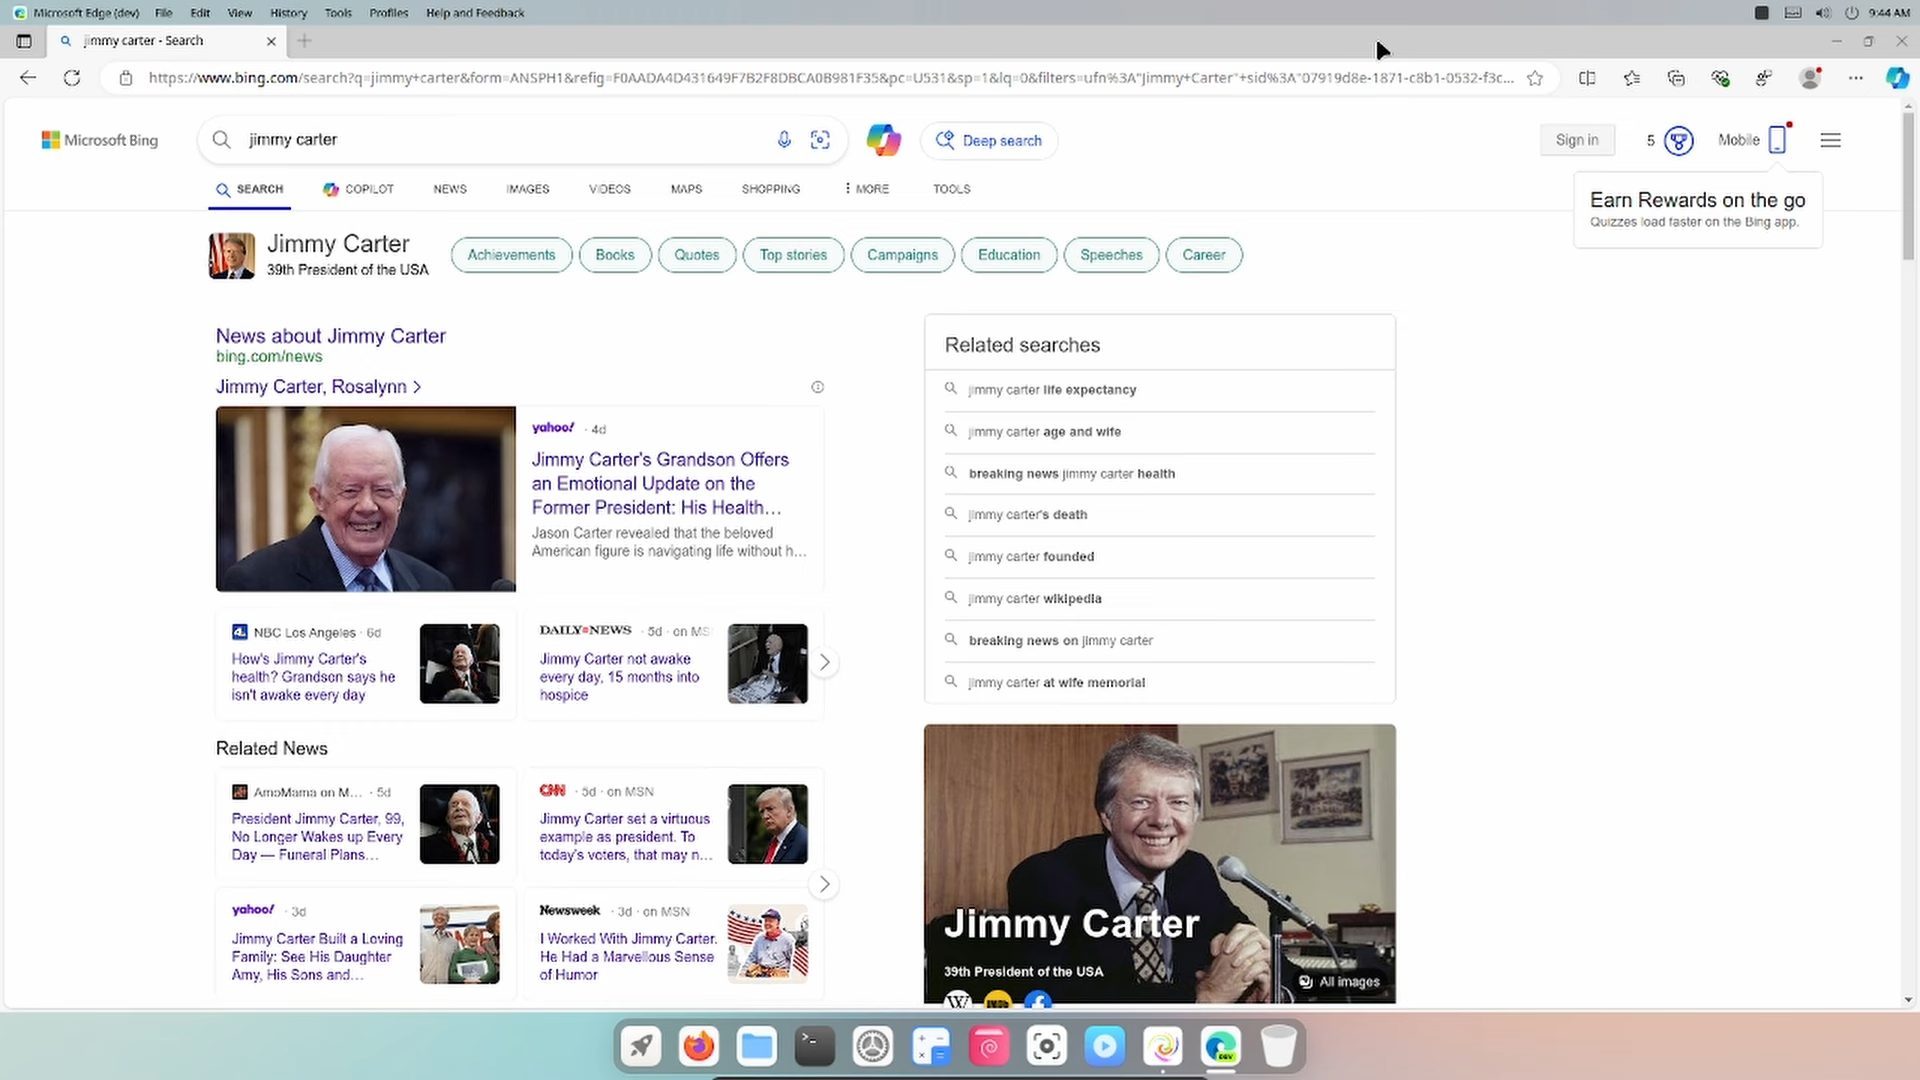 Microsoft Edge (dev) File Edit View History Tools Profiles Help and Feedback 9:44 AM
jimmy carter - Search
https://www.bing.com/search?q=jimmy+carter&form=ANSPH1&refig=F0AADA4D431649F7B2F8DBCA0B981F35&pc=U531&sp=1&lq=0&filters=ufn%3A"Jimmy+Carter"+sid%3A"07919d8e-1871-c8b1-0532-f3c...
Microsoft Bing
jimmy carter
Deep search
Sign in
5
Mobile
SEARCH COPILOT NEWS IMAGES VIDEOS MAPS SHOPPING MORE TOOLS
Earn Rewards on the go
Quizzes load faster on the Bing app.
Jimmy Carter
39th President of the USA
Achievements Books Quotes Top stories Campaigns Education Speeches Career
News about Jimmy Carter
bing.com/news
Jimmy Carter, Rosalynn >
yahoo! · 4d
Jimmy Carter's Grandson Offers
an Emotional Update on the
Former President: His Health...
Jason Carter revealed that the beloved
American figure is navigating life without h...
NBC Los Angeles · 6d
How's Jimmy Carter's
health? Grandson says he
isn't awake every day
DAILY NEWS · 5d · on MS
Jimmy Carter not awake
every day, 15 months into
hospice
Related News
AmoMama on M... · 5d
President Jimmy Carter, 99,
No Longer Wakes up Every
Day — Funeral Plans...
CNN · 5d · on MSN
Jimmy Carter set a virtuous
example as president. To
today's voters, that may n...
yahoo! · 3d
Jimmy Carter Built a Loving
Family: See His Daughter
Amy, His Sons and...
Newsweek · 3d · on MSN
I Worked With Jimmy Carter.
He Had a Marvellous Sense
of Humor
Related searches
jimmy carter life expectancy
jimmy carter age and wife
breaking news jimmy carter health
jimmy carter's death
jimmy carter founded
jimmy carter wikipedia
breaking news on jimmy carter
jimmy carter at wife memorial
Jimmy Carter
39th President of the USA
All images
W IMDb
DEV